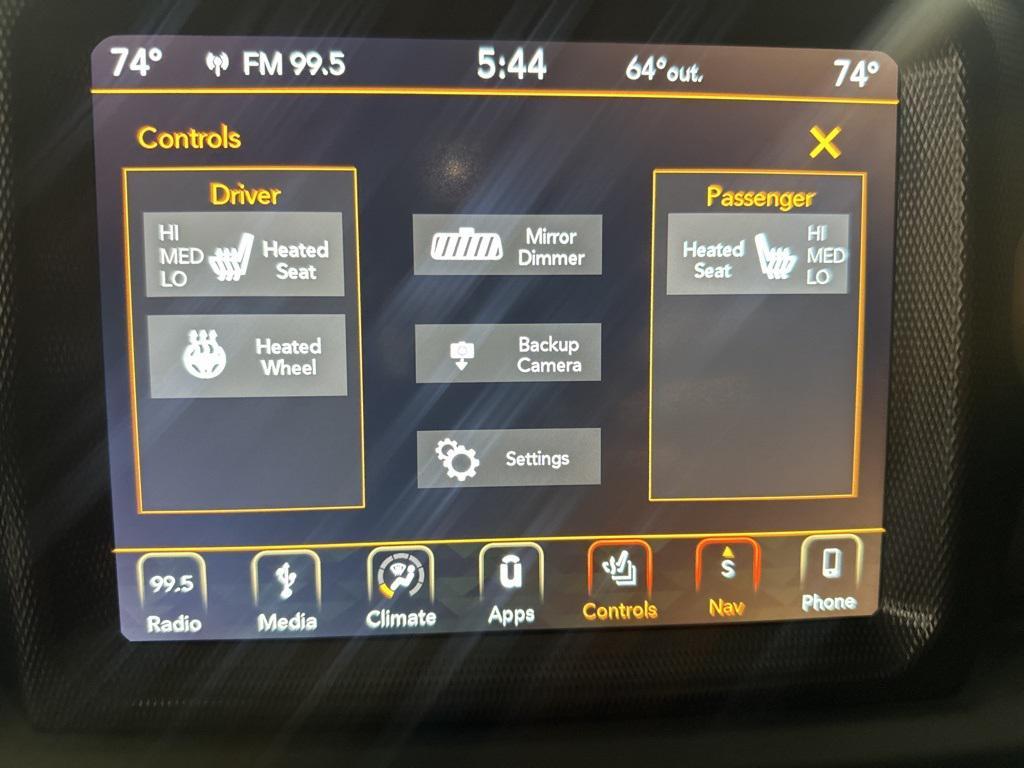 74° FM 99.5 5:44 64° out. 74°
Controls X
Driver
HI
MED
LO
Heated
Seat
Heated
Wheel
Mirror
Dimmer
Backup
Camera
Settings
Passenger
Heated
Seat
HI
MED
LO
99.5
Radio
Media
Climate
Apps
Controls
S
Nav
Phone